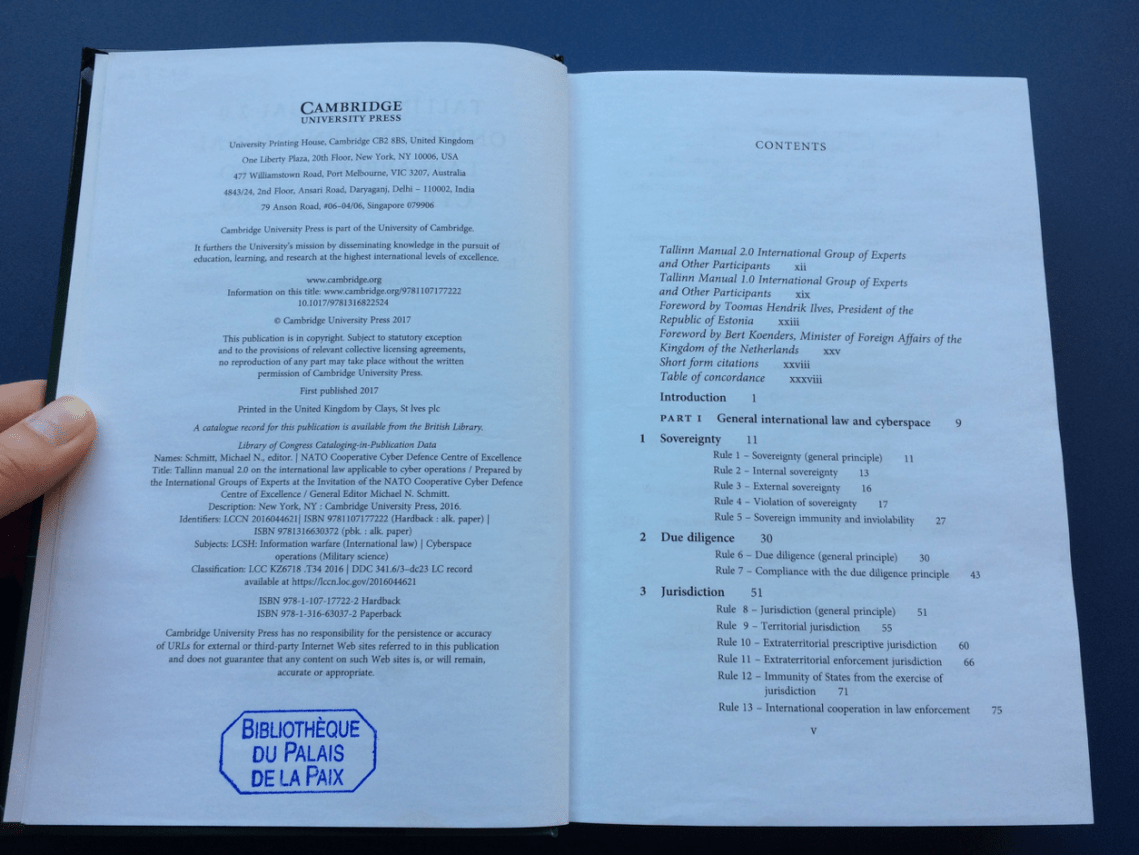 CAMBRIDGE
UNIVERSITY PRESS
University Printing House, Cambridge CB2 8BS, United Kingdom
One Liberty Plaza, 20th Floor, New York, NY 10006, USA
477 Williamstown Road, Port Melbourne, VIC 3207, Australia
4843/24, 2nd Floor, Ansari Road, Daryaganj, Delhi – 110002, India
79 Anson Road, #06–04/06, Singapore 079906
Cambridge University Press is part of the University of Cambridge.
It furthers the University's mission by disseminating knowledge in the pursuit of
education, learning, and research at the highest international levels of excellence.
www.cambridge.org
Information on this title: www.cambridge.org/9781107177222
10.1017/9781316822524
© Cambridge University Press 2017
This publication is in copyright. Subject to statutory exception
and to the provisions of relevant collective licensing agreements,
no reproduction of any part may take place without the written
permission of Cambridge University Press.
First published 2017
Printed in the United Kingdom by Clays, St Ives plc
A catalogue record for this publication is available from the British Library.
Library of Congress Cataloging-in-Publication Data
Names: Schmitt, Michael N., editor. | NATO Cooperative Cyber Defence Centre of Excellence
Title: Tallinn manual 2.0 on the international law applicable to cyber operations / Prepared by
the International Groups of Experts at the Invitation of the NATO Cooperative Cyber Defence
Centre of Excellence / General Editor Michael N. Schmitt.
Description: New York, NY : Cambridge University Press, 2016.
Identifiers: LCCN 2016044621| ISBN 9781107177222 (Hardback : alk. paper) |
ISBN 9781316630372 (pbk. : alk. paper)
Subjects: LCSH: Information warfare (International law) | Cyberspace
operations (Military science)
Classification: LCC KZ6718 .T34 2016 | DDC 341.6/3–dc23 LC record
available at https://lccn.loc.gov/2016044621
ISBN 978-1-107-17722-2 Hardback
ISBN 978-1-316-63037-2 Paperback
Cambridge University Press has no responsibility for the persistence or accuracy
of URLs for external or third-party Internet Web sites referred to in this publication
and does not guarantee that any content on such Web sites is, or will remain,
accurate or appropriate.
BIBLIOTHÈQUE
DU PALAIS
DE LA PAIX
CONTENTS
Tallinn Manual 2.0 International Group of Experts
and Other Participants xii
Tallinn Manual 1.0 International Group of Experts
and Other Participants xix
Foreword by Toomas Hendrik Ilves, President of the
Republic of Estonia xxiii
Foreword by Bert Koenders, Minister of Foreign Affairs of the
Kingdom of the Netherlands xxv
Short form citations xxviii
Table of concordance xxxviii
Introduction 1
PART I General international law and cyberspace 9
1 Sovereignty 11
Rule 1 – Sovereignty (general principle) 11
Rule 2 – Internal sovereignty 13
Rule 3 – External sovereignty 16
Rule 4 – Violation of sovereignty 17
Rule 5 – Sovereign immunity and inviolability 27
2 Due diligence 30
Rule 6 – Due diligence (general principle) 30
Rule 7 – Compliance with the due diligence principle 43
3 Jurisdiction 51
Rule 8 – Jurisdiction (general principle) 51
Rule 9 – Territorial jurisdiction 55
Rule 10 – Extraterritorial prescriptive jurisdiction 60
Rule 11 – Extraterritorial enforcement jurisdiction 66
Rule 12 – Immunity of States from the exercise of
jurisdiction 71
Rule 13 – International cooperation in law enforcement 75
v